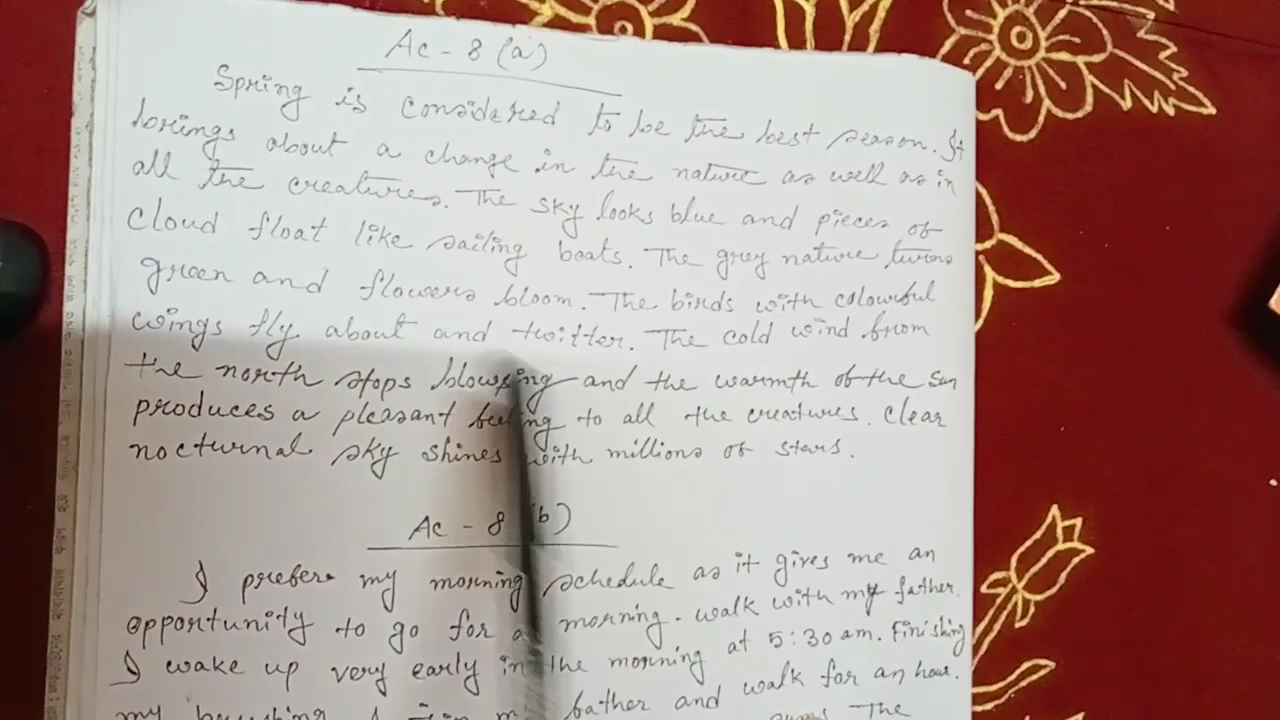 Ac - 8 (a)
Spring is considered to be the best season. It
brings about a change in the nature as well as in
all the creatures. The sky looks blue and pieces of
cloud float like sailing boats. The grey nature turns
green and flowers bloom. The birds with colourful
wings fly about and twitter. The cold wind from
the north stops blowing and the warmth of the sun
produces a pleasant feeling to all the creatures. Clear
nocturnal sky shines with millions of stars.
Ac - 8 (b)
I prefer my morning schedule as it gives me an
opportunity to go for a morning - walk with my father.
I wake up very early in the morning at 5:30 am. Finishing
my father and walk for an hour.
The